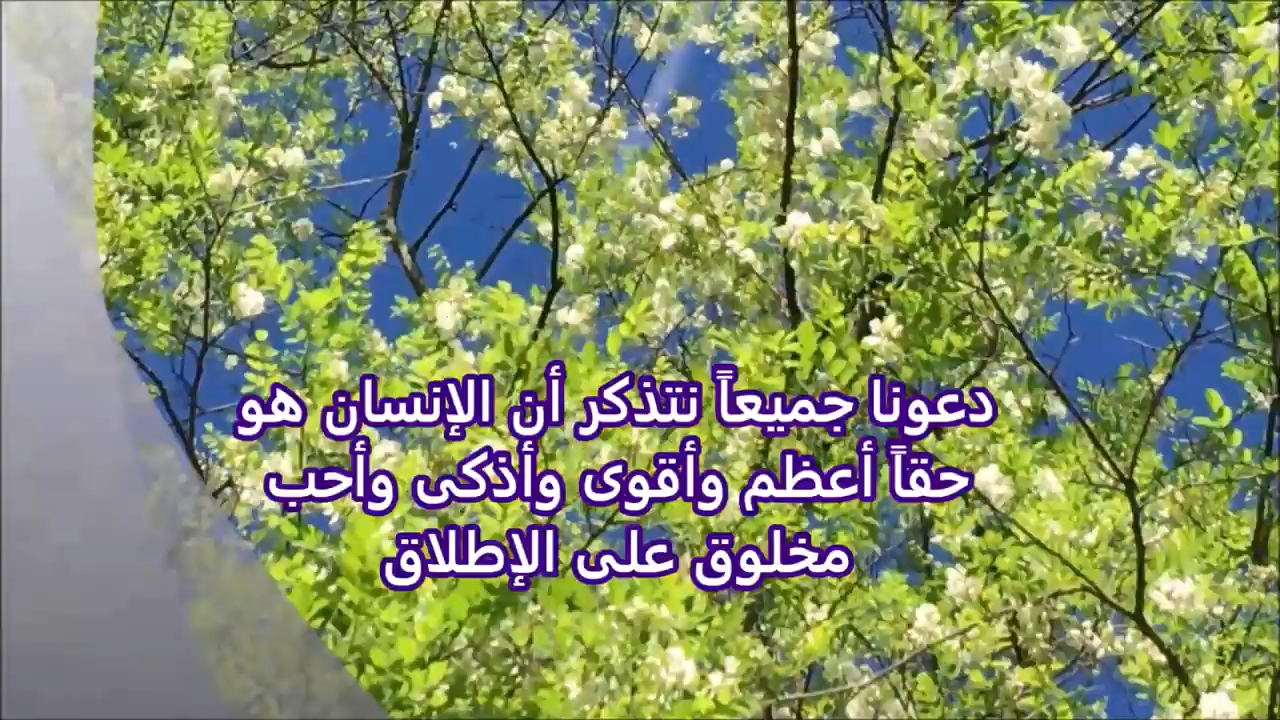 دعونا جميعاً نتذكر أن الإنسان هو
حقاً أعظم وأقوى وأذكى وأحب
مخلوق على الإطلاق